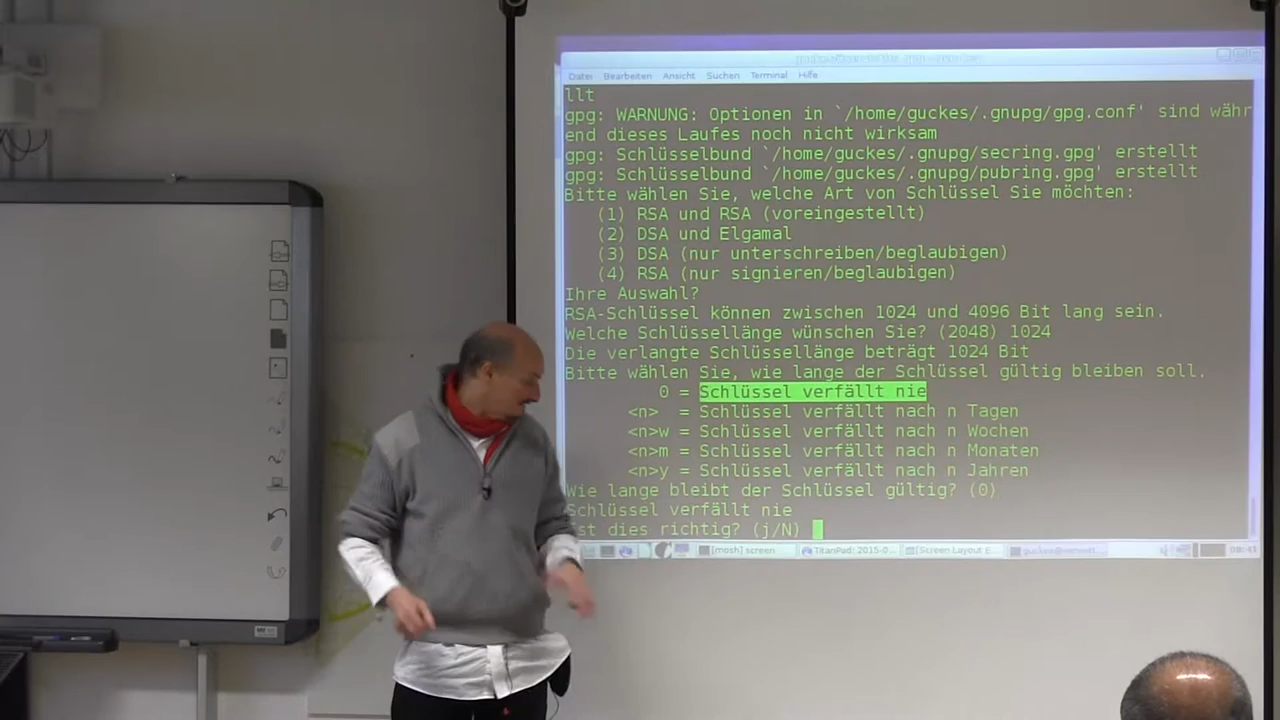 Datei Bearbeiten Ansicht Suchen Terminal Hilfe
llt
gpg: WARNUNG: Optionen in `/home/guckes/.gnupg/gpg.conf' sind währ
end dieses Laufes noch nicht wirksam
gpg: Schlüsselbund `/home/guckes/.gnupg/secring.gpg' erstellt
gpg: Schlüsselbund `/home/guckes/.gnupg/pubring.gpg' erstellt
Bitte wählen Sie, welche Art von Schlüssel Sie möchten:
(1) RSA und RSA (voreingestellt)
(2) DSA und Elgamal
(3) DSA (nur unterschreiben/beglaubigen)
(4) RSA (nur signieren/beglaubigen)
Ihre Auswahl?
RSA-Schlüssel können zwischen 1024 und 4096 Bit lang sein.
Welche Schlüssellänge wünschen Sie? (2048) 1024
Die verlangte Schlüssellänge beträgt 1024 Bit
Bitte wählen Sie, wie lange der Schlüssel gültig bleiben soll.
0 = Schlüssel verfällt nie
<n> = Schlüssel verfällt nach n Tagen
<n>w = Schlüssel verfällt nach n Wochen
<n>m = Schlüssel verfällt nach n Monaten
<n>y = Schlüssel verfällt nach n Jahren
Wie lange bleibt der Schlüssel gültig? (0)
Schlüssel verfällt nie
Ist dies richtig? (j/N)
[mosh] screen TitanPad: 2015-0... [Screen Layout E...